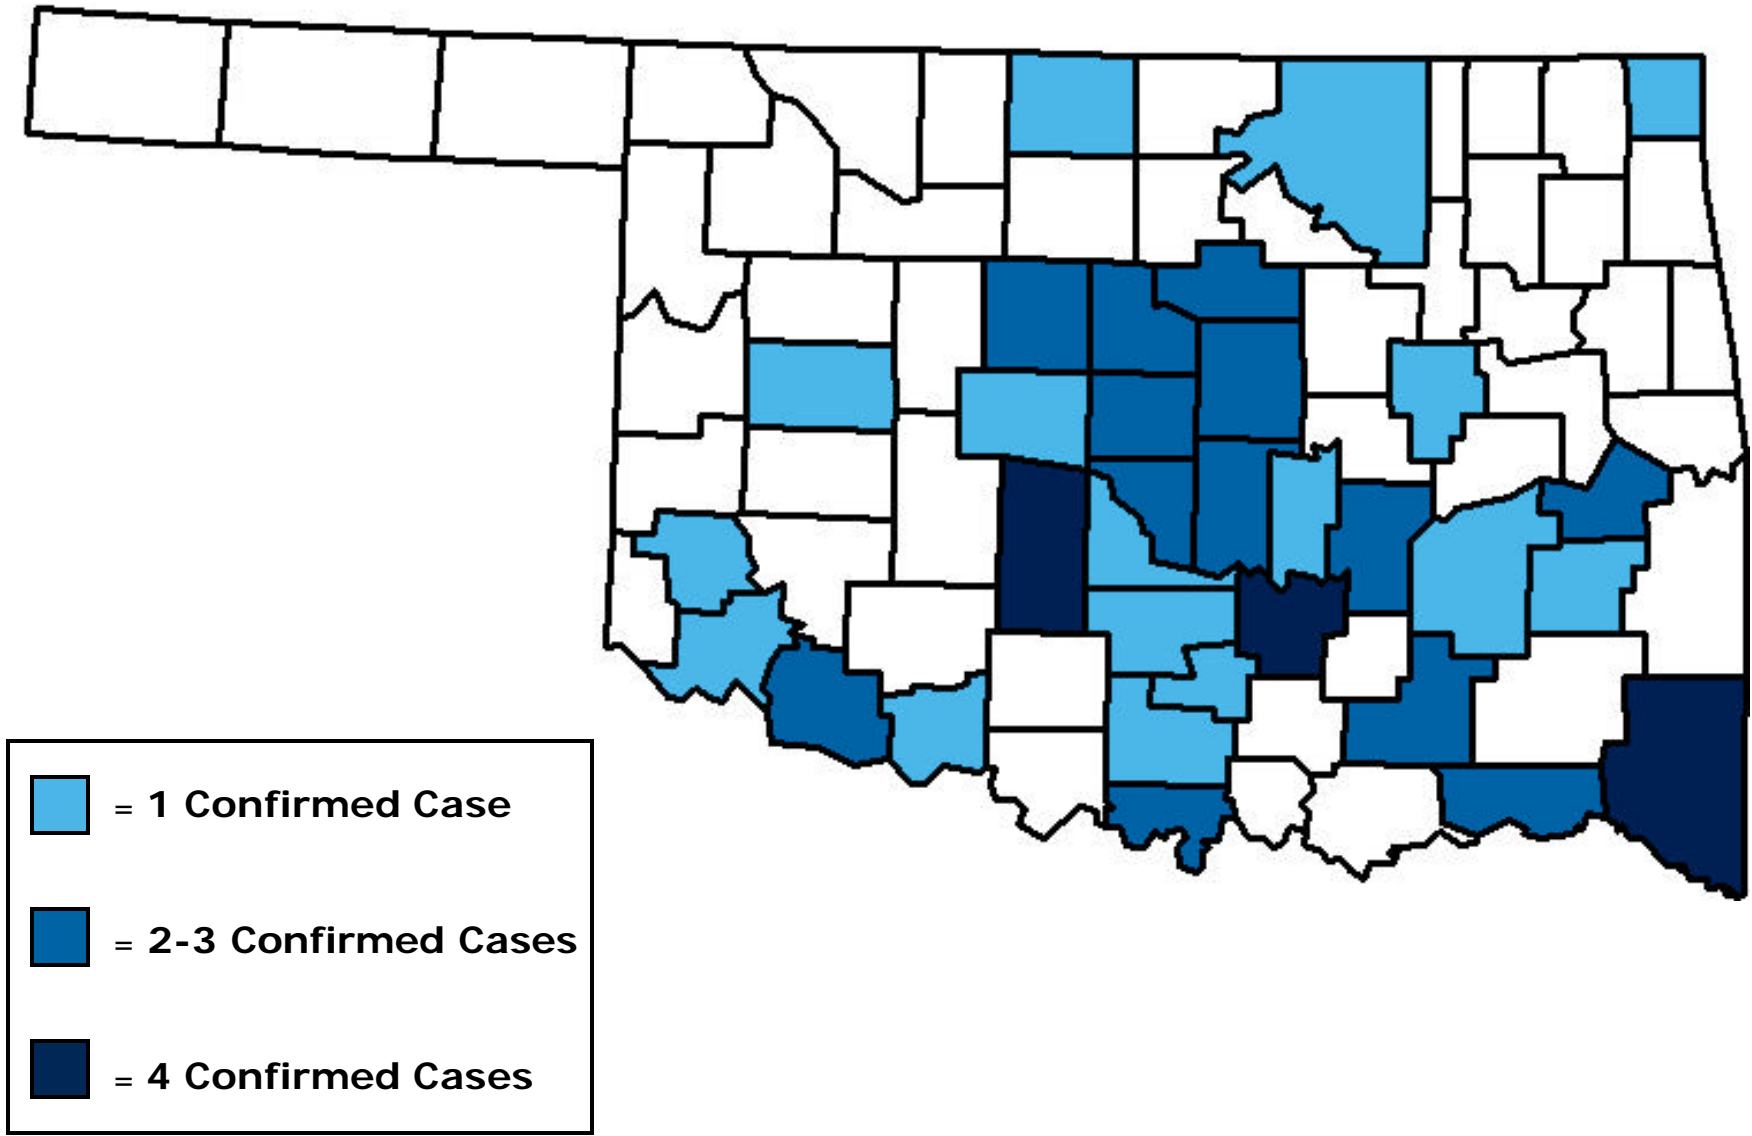 = 1 Confirmed Case
= 2-3 Confirmed Cases
= 4 Confirmed Cases